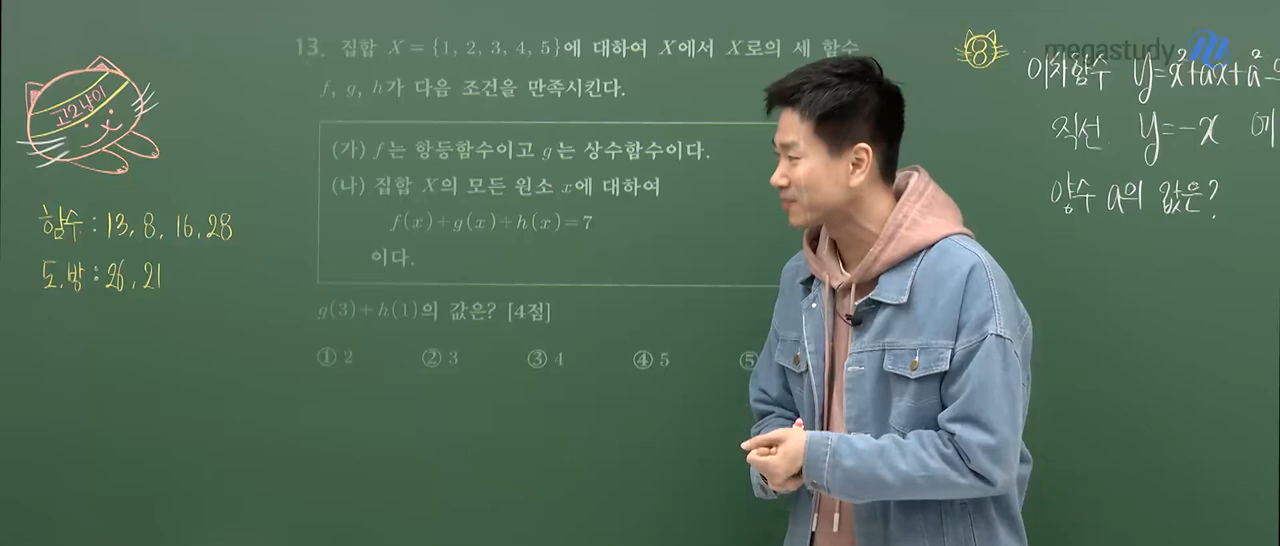 고2냥이
함수 : 13, 8, 16, 28
도.방 : 26, 21
13. 집합 X = {1, 2, 3, 4, 5}에 대하여 X에서 X로의 세 함수
f, g, h가 다음 조건을 만족시킨다.
(가) f는 항등함수이고 g는 상수함수이다.
(나) 집합 X의 모든 원소 x에 대하여
f(x)+g(x)+h(x)=7
이다.
g(3)+h(1)의 값은? [4점]
① 2 ② 3 ③ 4 ④ 5 ⑤
megastudy
8
이차함수 y=x²+ax+a²
직선 y=-x 에
양수 a의 값은?